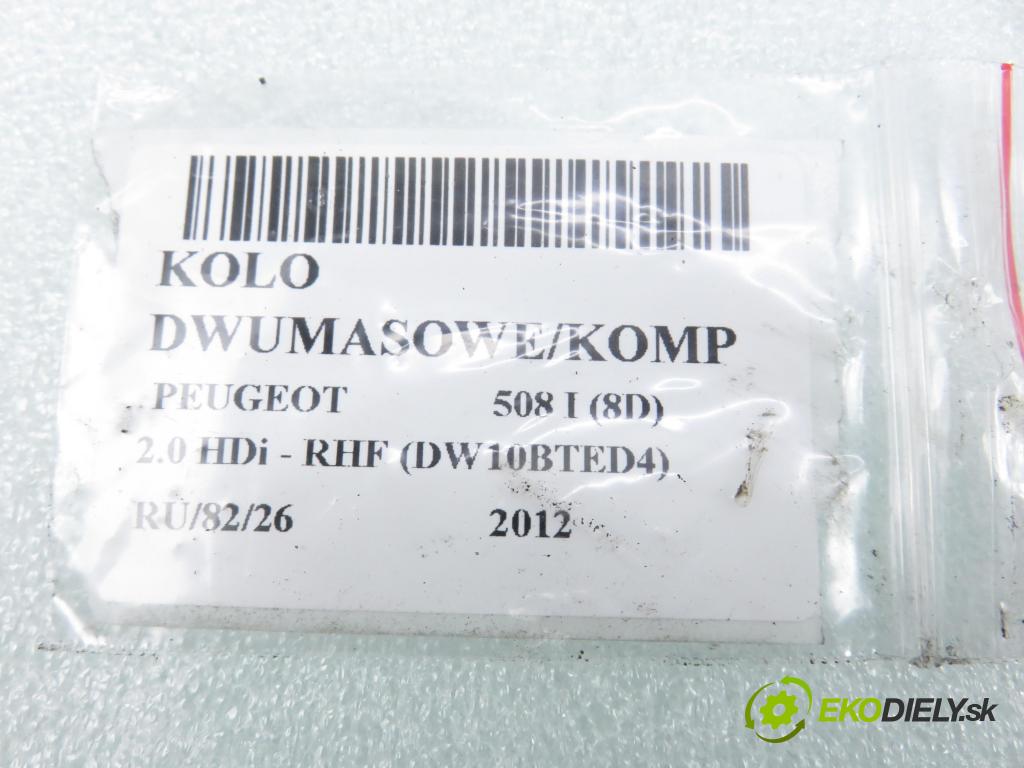 KOLO
DWUMASOWE/KOMP
PEUGEOT 508 I (8D)
2.0 HDi - RHF (DW10BTED4)
RU/82/26 2012
EKODIELY.sk